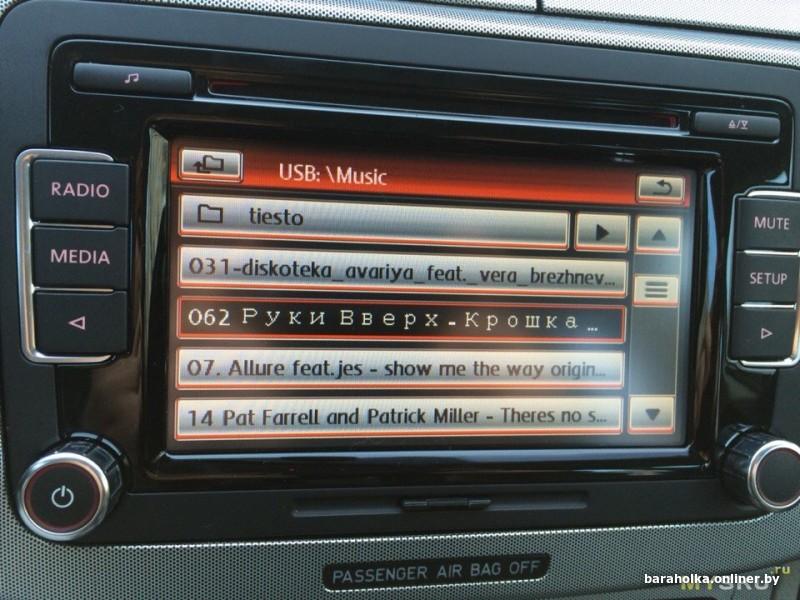 RADIO
MEDIA
MUTE
SETUP
USB: \Music
tiesto
031-diskoteka_avariya_feat._vera_brezhnev...
062 Руки Вверх - Крошка ...
07. Allure feat.jes - show me the way origin...
14 Pat Farrell and Patrick Miller - Theres no s...
PASSENGER AIR BAG OFF
baraholka.onliner.by